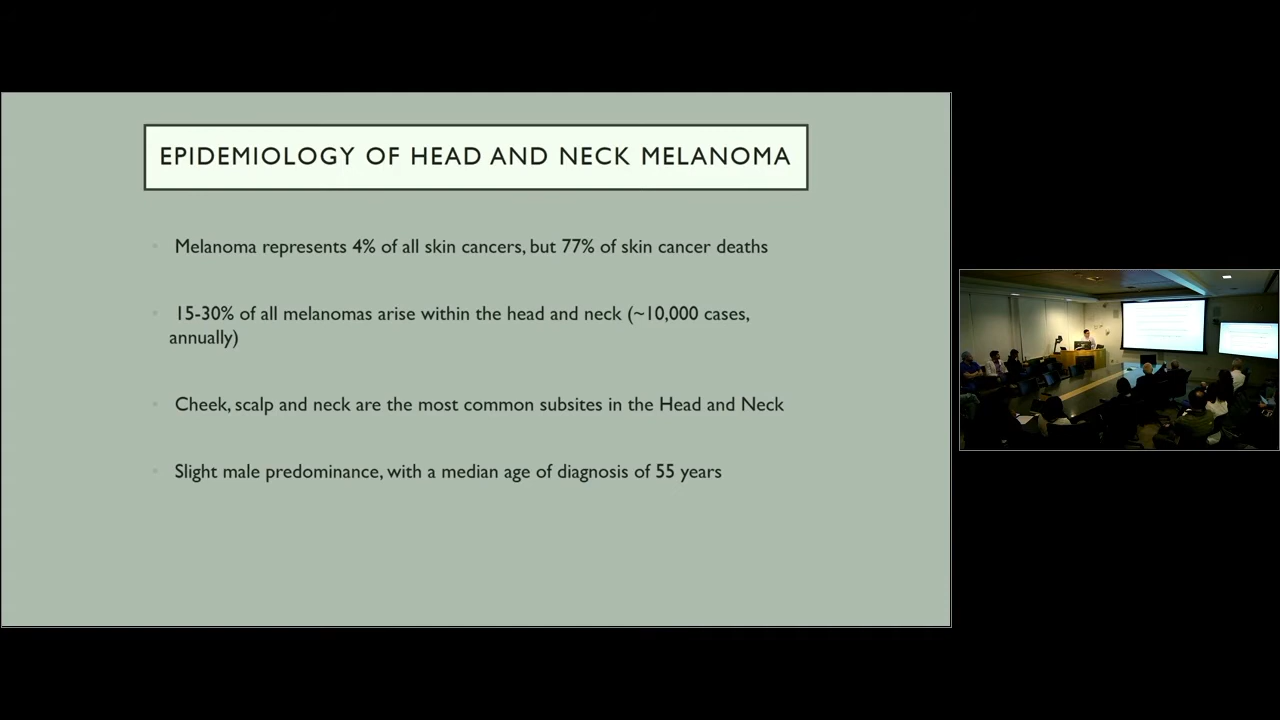 EPIDEMIOLOGY OF HEAD AND NECK MELANOMA
Melanoma represents 4% of all skin cancers, but 77% of skin cancer deaths
15-30% of all melanomas arise within the head and neck (~10,000 cases,
annually)
Cheek, scalp and neck are the most common subsites in the Head and Neck
Slight male predominance, with a median age of diagnosis of 55 years